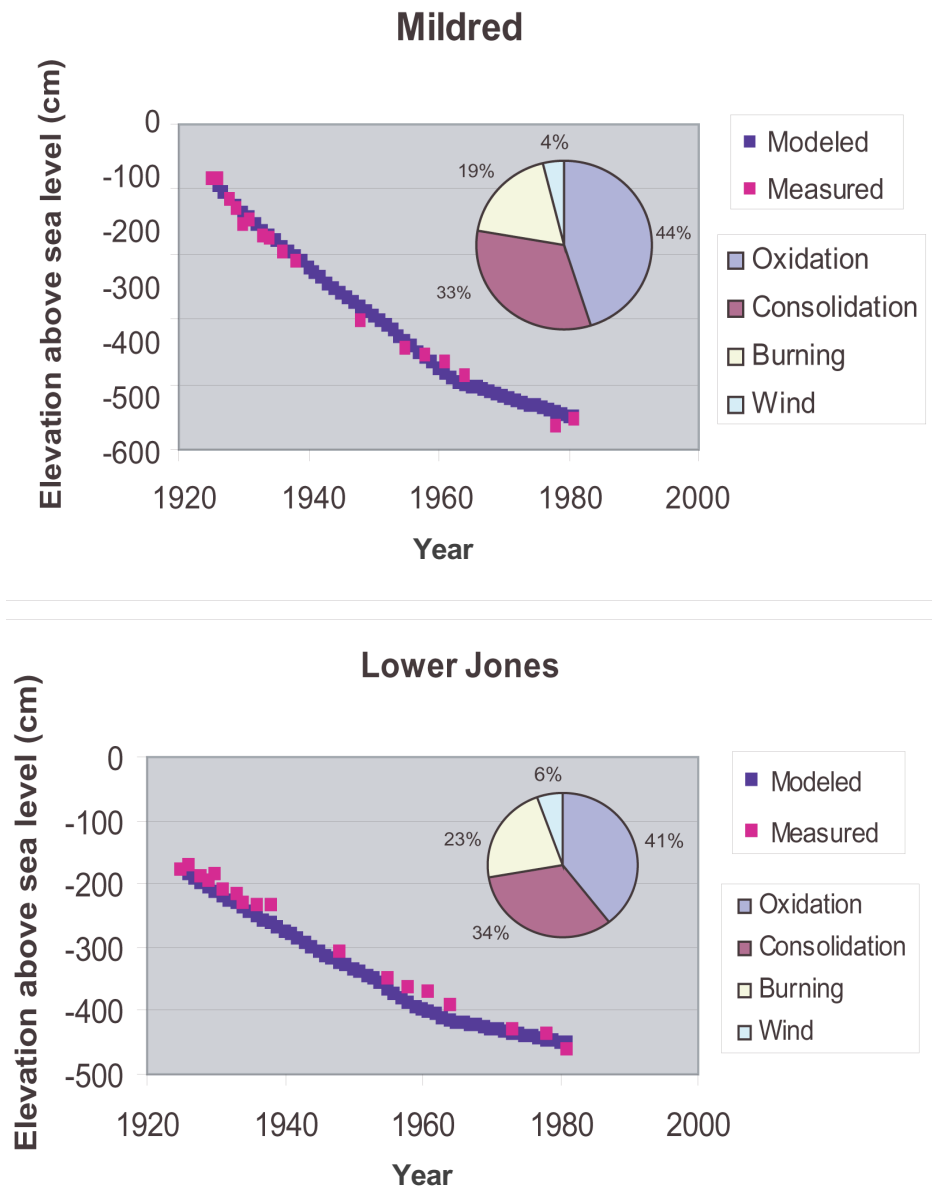 Mildred
Elevation above sea level (cm)
0
-100
-200
-300
-400
-500
-600
1920
1940
1960
1980
2000
Year
4%
19%
44%
33%
Modeled
Measured
Oxidation
Consolidation
Burning
Wind
Lower Jones
Elevation above sea level (cm)
0
-100
-200
-300
-400
-500
1920
1940
1960
1980
2000
Year
6%
23%
41%
34%
Modeled
Measured
Oxidation
Consolidation
Burning
Wind